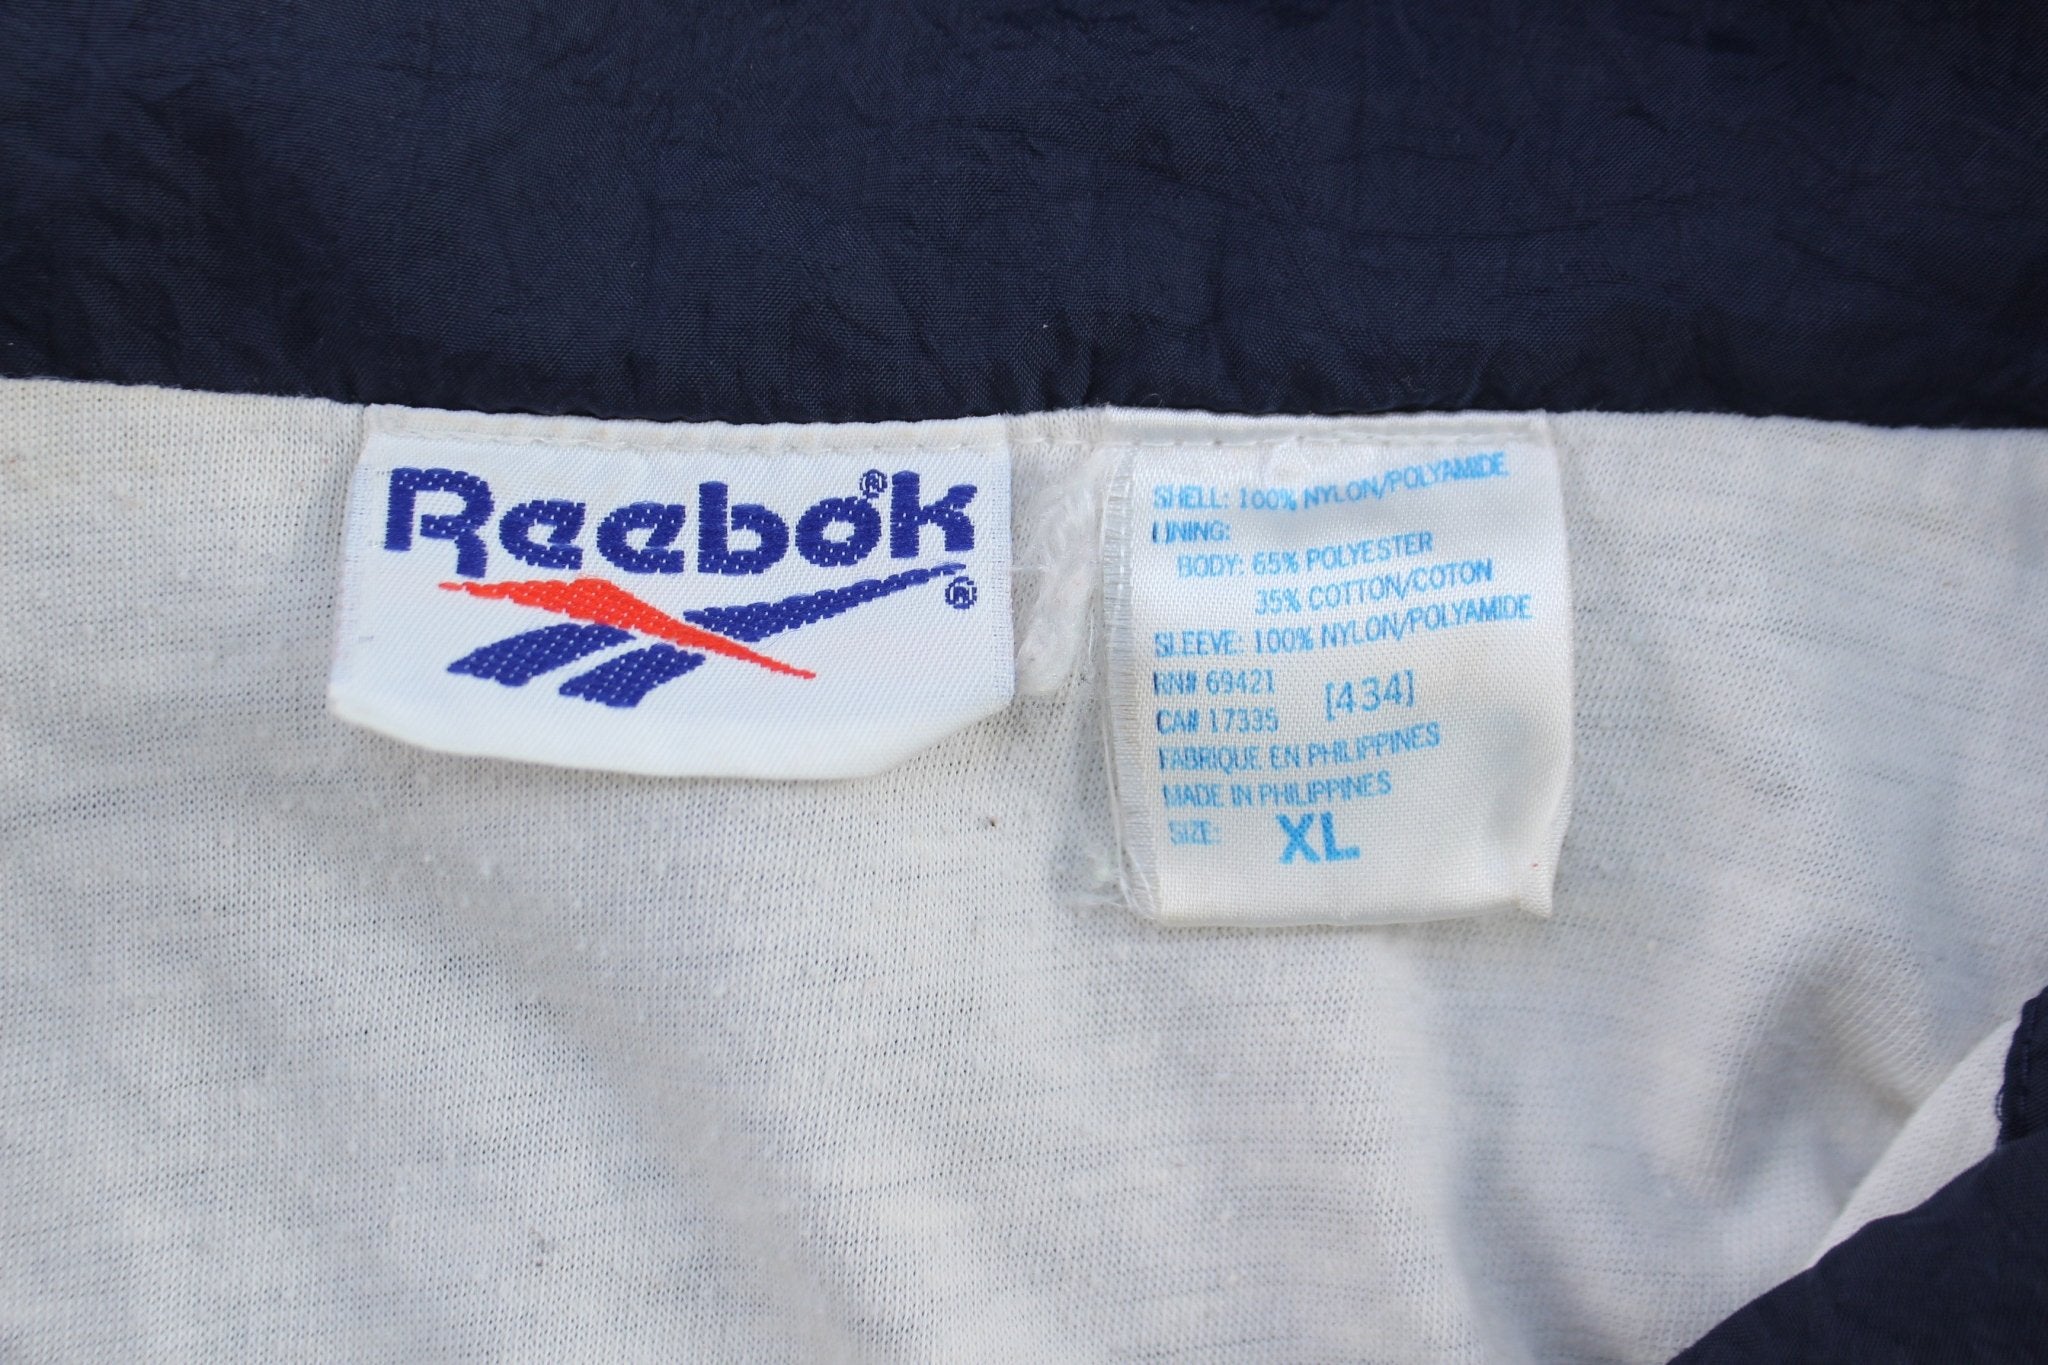 Reebok®
®
SHELL: 100% NYLON/POLYAMIDE
LINING:
BODY: 65% POLYESTER
35% COTTON/COTON
SLEEVE: 100% NYLON/POLYAMIDE
RN# 69421
CA# 17335 [434]
FABRIQUE EN PHILIPPINES
MADE IN PHILIPPINES
SIZE: XL